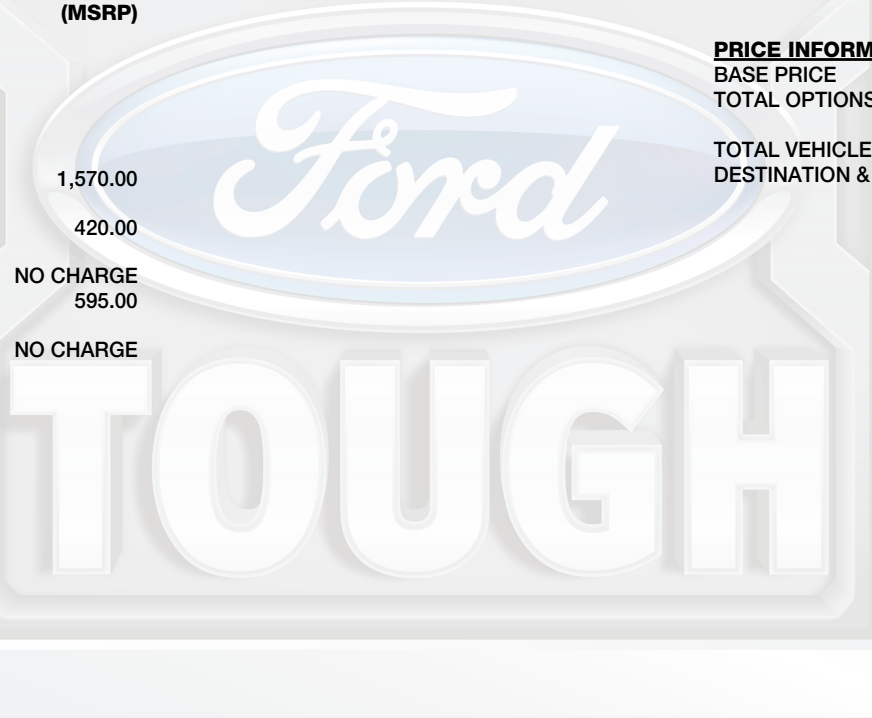 (MSRP)
PRICE INFORM
BASE PRICE
TOTAL OPTIONS
TOTAL VEHICLE
DESTINATION &
1,570.00
420.00
NO CHARGE
595.00
NO CHARGE
Ford
TOUGH